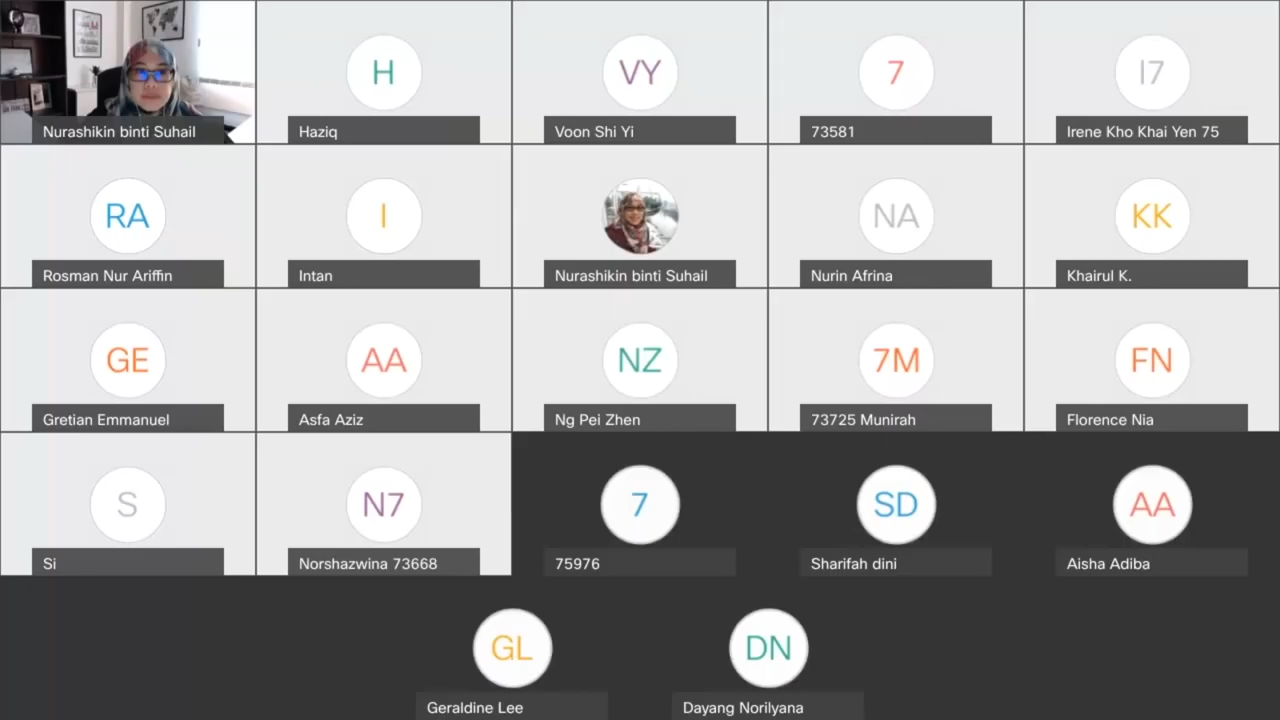 Nurashikin binti Suhail
H
Haziq
VY
Voon Shi Yi
7
73581
I7
Irene Kho Khai Yen 75
RA
Rosman Nur Ariffin
I
Intan
Nurashikin binti Suhail
NA
Nurin Afrina
KK
Khairul K.
GE
Gretian Emmanuel
AA
Asfa Aziz
NZ
Ng Pei Zhen
7M
73725 Munirah
FN
Florence Nia
S
Si
N7
Norshazwina 73668
7
75976
SD
Sharifah dini
AA
Aisha Adiba
GL
Geraldine Lee
DN
Dayang Norilyana